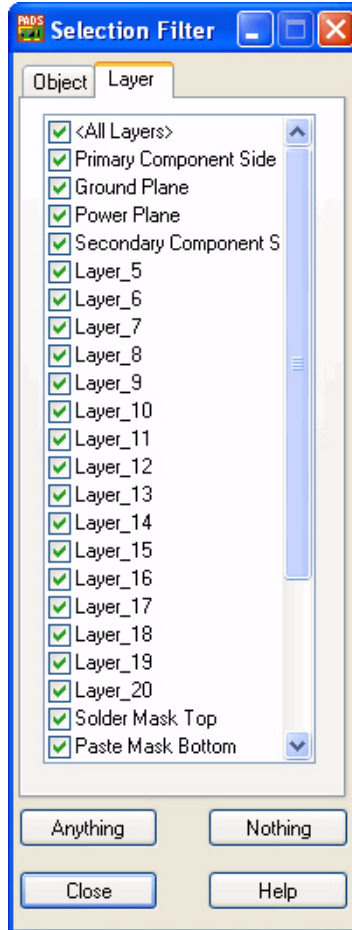 PADS
Selection Filter
Object Layer
<All Layers>
Primary Component Side
Ground Plane
Power Plane
Secondary Component S
Layer_5
Layer_6
Layer_7
Layer_8
Layer_9
Layer_10
Layer_11
Layer_12
Layer_13
Layer_14
Layer_15
Layer_16
Layer_17
Layer_18
Layer_19
Layer_20
Solder Mask Top
Paste Mask Bottom
Anything Nothing
Close Help